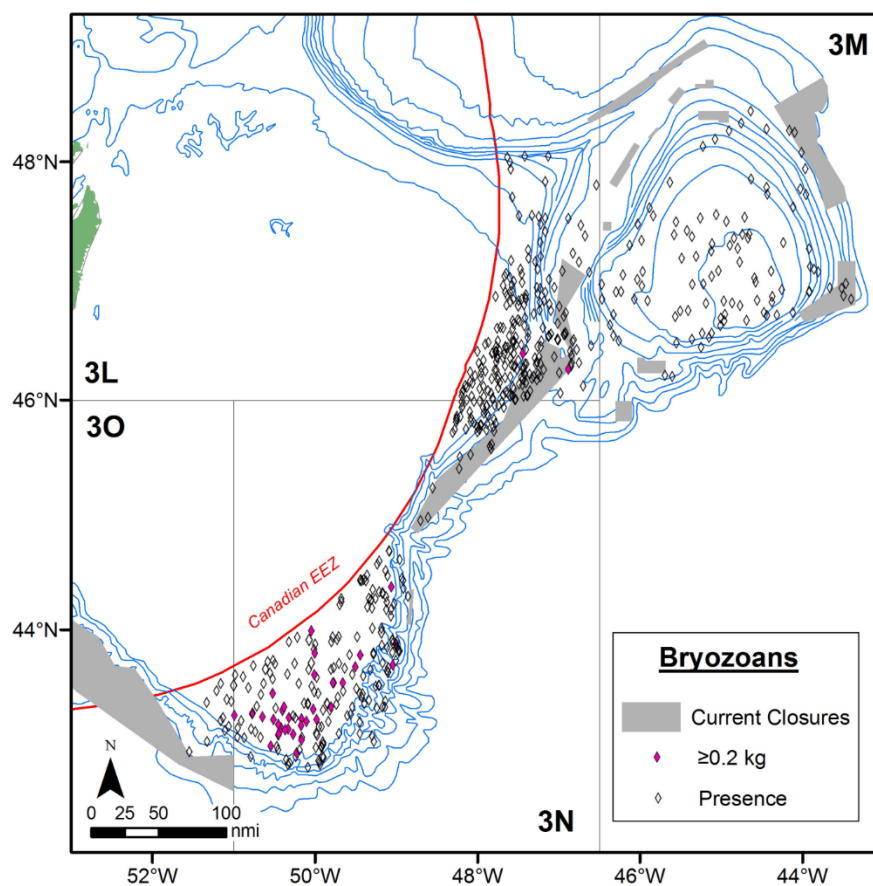 3M
48°N
3L
46°N
3O
Canadian EEZ
44°N
Bryozoans
Current Closures
≥0.2 kg
Presence
N
0 25 50 100
nmi
3N
52°W 50°W 48°W 46°W 44°W